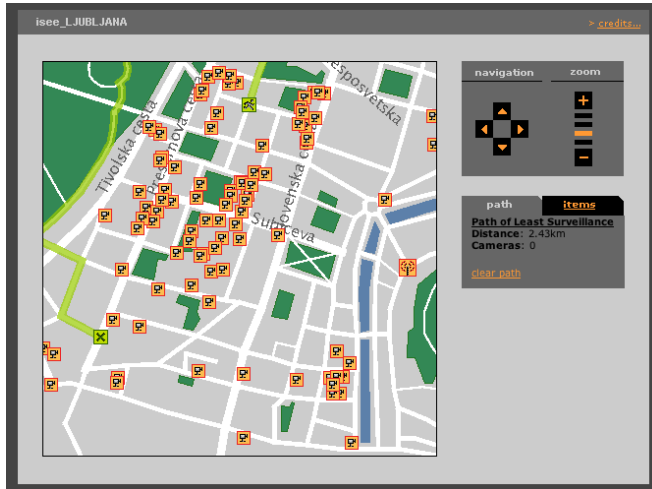 isee_LJUBLJANA
> credits...
navigation
zoom
Tivolska cesta
Prešernova cesta
Slovenska cesta
Šubičeva
path
items
Path of Least Surveillance
Distance: 2.43km
Cameras: 0
clear path